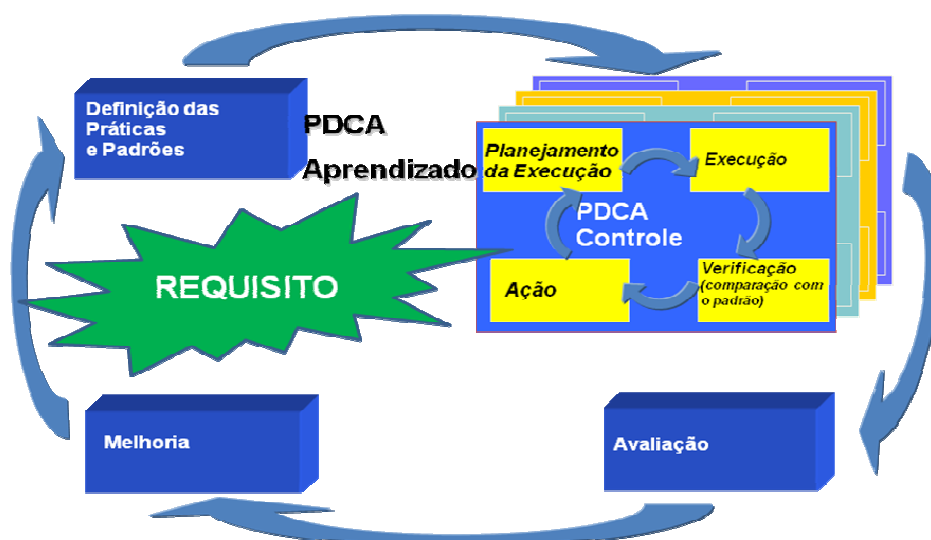 Definição das
Práticas
e Padrões
PDCA
Aprendizado
Planejamento
da Execução
Execução
PDCA
Controle
Ação
Verificação
(comparação com
o padrão)
REQUISITO
Melhoria
Avaliação